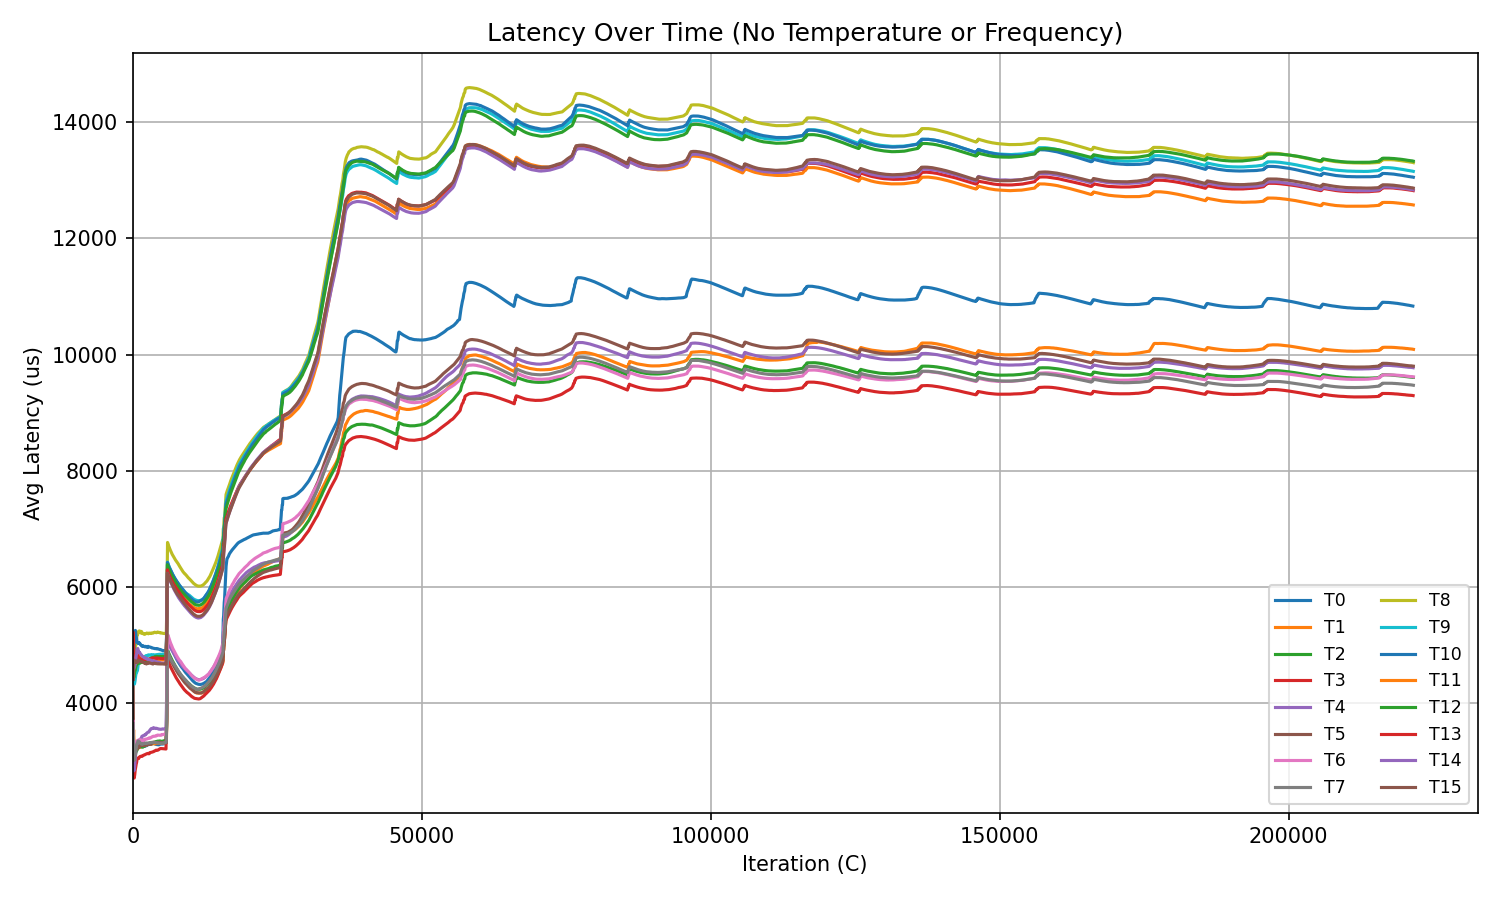 Latency Over Time (No Temperature or Frequency)
Avg Latency (us)
14000
12000
10000
8000
6000
4000
0
50000
100000
150000
200000
Iteration (C)
T0
T1
T2
T3
T4
T5
T6
T7
T8
T9
T10
T11
T12
T13
T14
T15